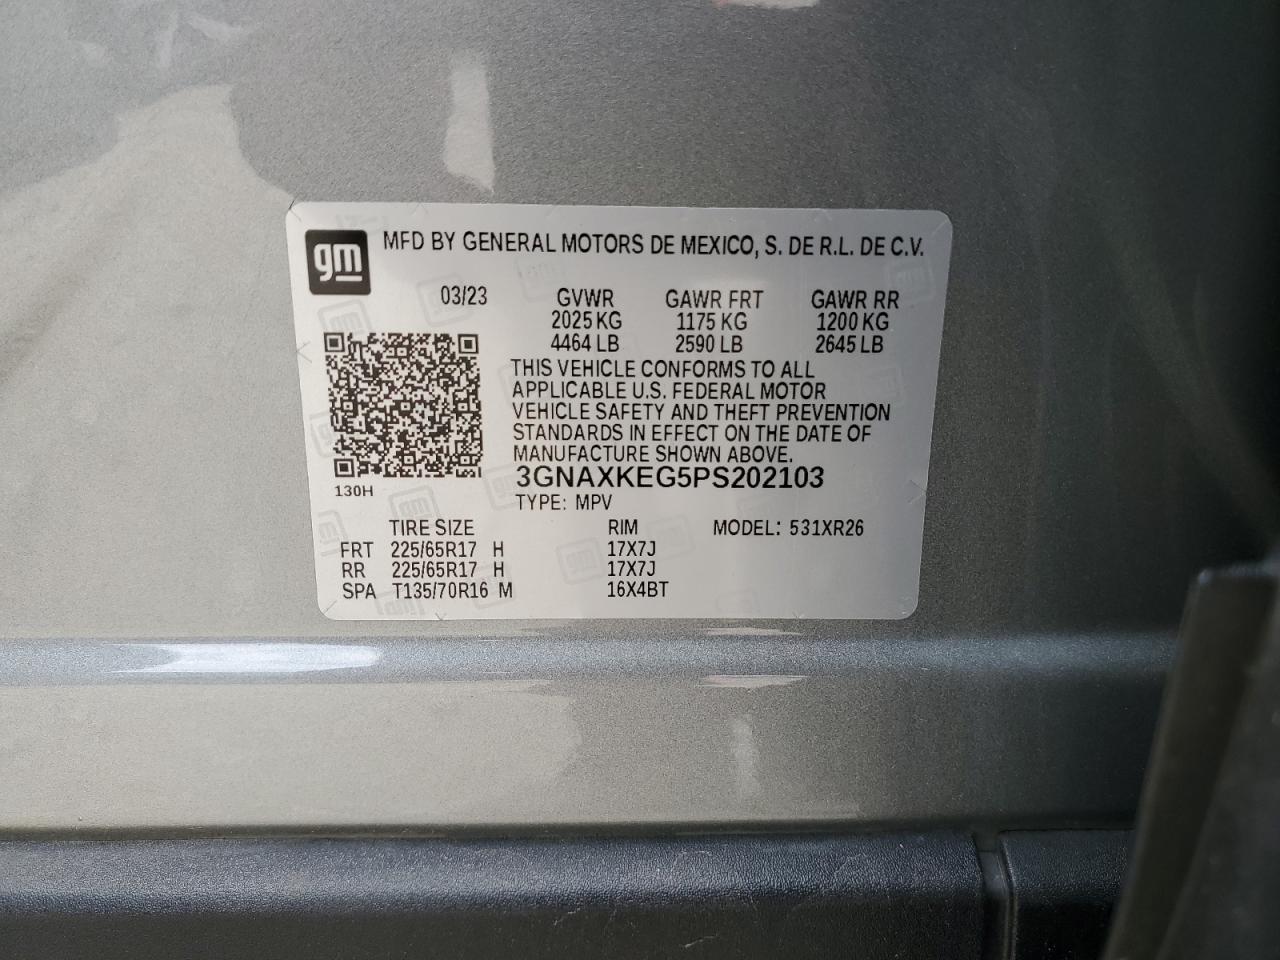 gm
MFD BY GENERAL MOTORS DE MEXICO, S. DE R.L. DE C.V.
03/23 GVWR GAWR FRT GAWR RR
2025 KG 1175 KG 1200 KG
4464 LB 2590 LB 2645 LB
THIS VEHICLE CONFORMS TO ALL
APPLICABLE U.S. FEDERAL MOTOR
VEHICLE SAFETY AND THEFT PREVENTION
STANDARDS IN EFFECT ON THE DATE OF
MANUFACTURE SHOWN ABOVE.
3GNAXKEG5PS202103
130H
TYPE: MPV
TIRE SIZE RIM MODEL: 531XR26
FRT 225/65R17 H 17X7J
RR 225/65R17 H 17X7J
SPA T135/70R16 M 16X4BT